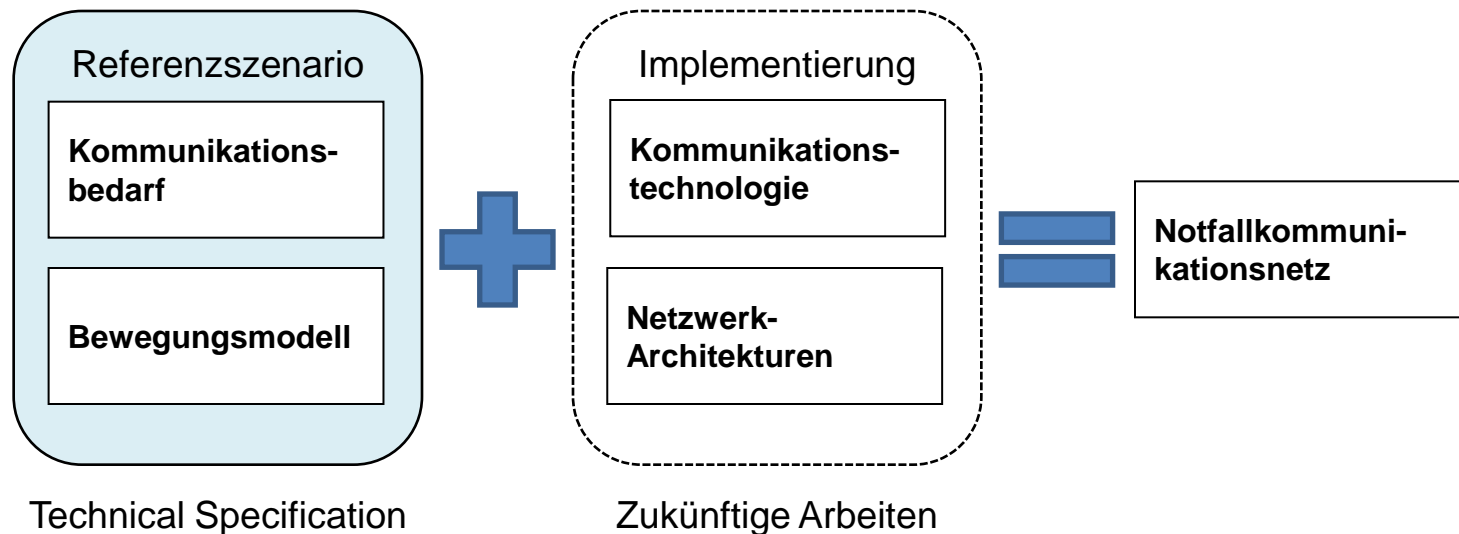 Referenzszenario
Kommunikations-
bedarf
Bewegungsmodell
Technical Specification
Implementierung
Kommunikations-
technologie
Netzwerk-
Architekturen
Zukünftige Arbeiten
Notfallkommuni-
kationsnetz